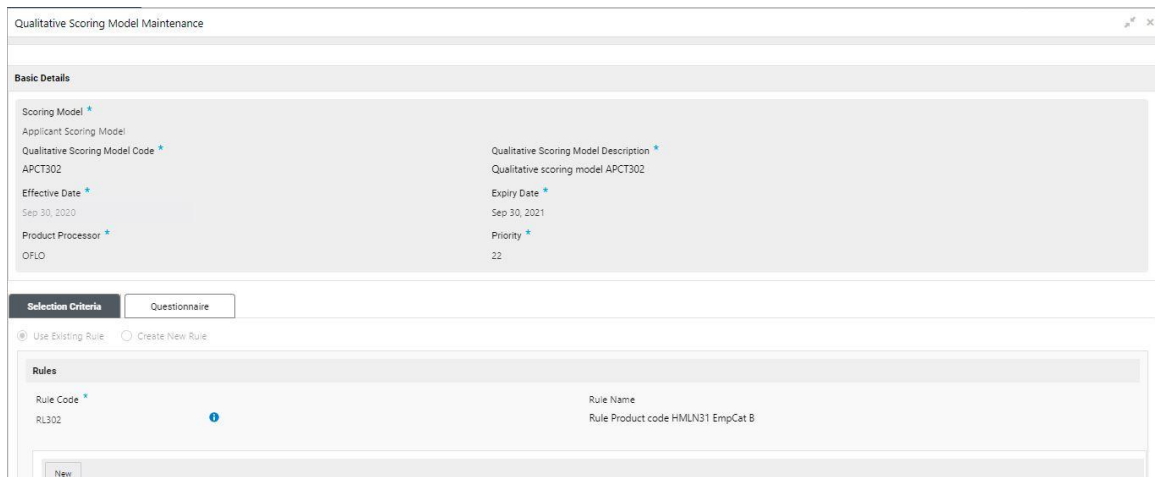 Qualitative Scoring Model Maintenance
Basic Details
Scoring Model *
Applicant Scoring Model
Qualitative Scoring Model Code * Qualitative Scoring Model Description *
APCT302 Qualitative scoring model APCT302
Effective Date * Expiry Date *
Sep 30, 2020 Sep 30, 2021
Product Processor * Priority *
OFLO 22
Selection Criteria Questionnaire
Use Existing Rule Create New Rule
Rules
Rule Code * Rule Name
RL302 Rule Product code HMLN31 EmpCat B
New